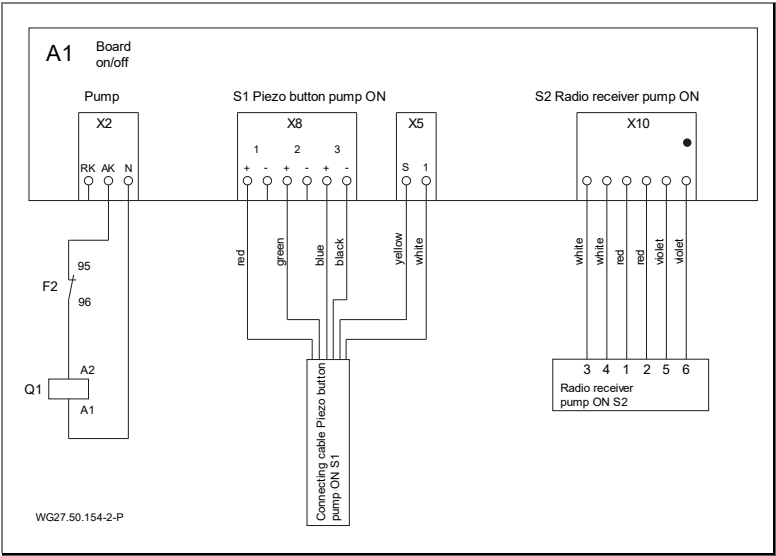 A1 Board
on/off
Pump
S1 Piezo button pump ON
S2 Radio receiver pump ON
X2
X8
X5
X10
1 2 3
RK AK N
+ - + - + -
S 1
red
green
blue
black
yellow
white
white
white
red
red
violet
violet
F2
95
96
Q1
A2
A1
3 4 1 2 5 6
Radio receiver
pump ON S2
Connecting cable Piezo button
pump ON S1
WG27.50.154-2-P